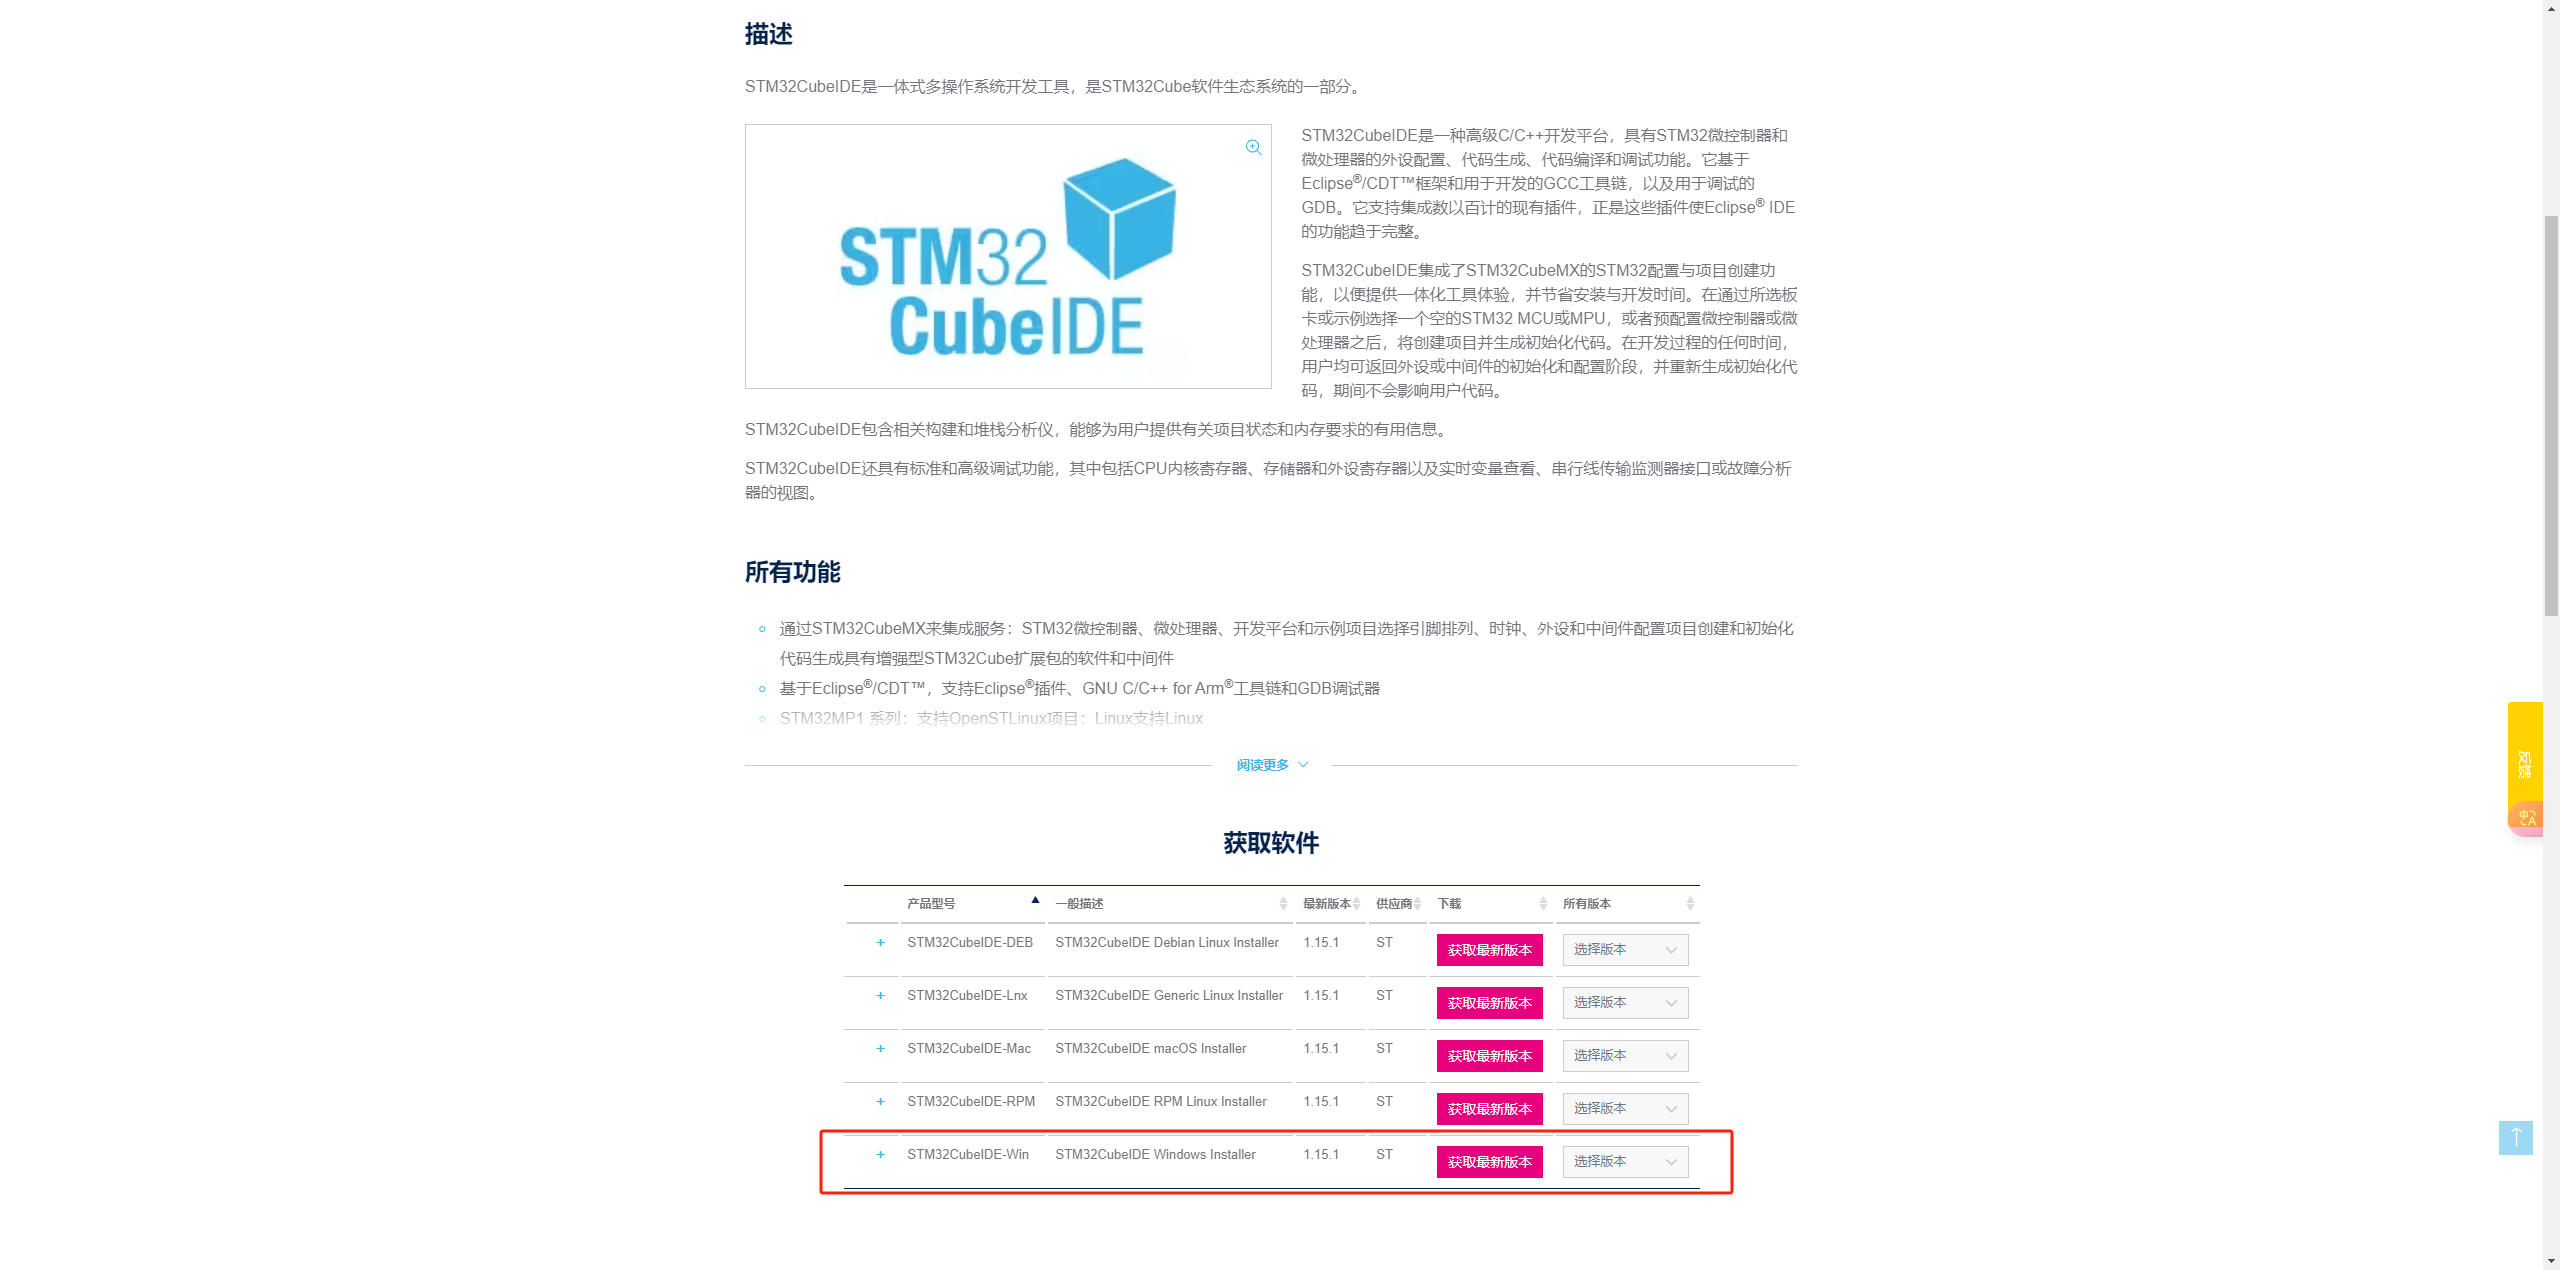 描述
STM32CubeIDE是一体式多操作系统开发工具，是STM32Cube软件生态系统的一部分。
STM32
CubeIDE
STM32CubeIDE是一种高级C/C++开发平台，具有STM32微控制器和
微处理器的外设配置、代码生成、代码编译和调试功能。它基于
Eclipse®/CDT™框架和用于开发的GCC工具链，以及用于调试的
GDB。它支持集成数以百计的现有插件，正是这些插件使Eclipse® IDE
的功能趋于完整。
STM32CubeIDE集成了STM32CubeMX的STM32配置与项目创建功
能，以便提供一体化工具体验，并节省安装与开发时间。在通过所选板
卡或示例选择一个空的STM32 MCU或MPU，或者预配置微控制器或微
处理器之后，将创建项目并生成初始化代码。在开发过程的任何时间，
用户均可返回外设或中间件的初始化和配置阶段，并重新生成初始化代
码，期间不会影响用户代码。
STM32CubeIDE包含相关构建和堆栈分析仪，能够为用户提供有关项目状态和内存要求的有用信息。
STM32CubeIDE还具有标准和高级调试功能，其中包括CPU内核寄存器、存储器和外设寄存器以及实时变量查看、串行线传输监测器接口或故障分析
器的视图。
所有功能
通过STM32CubeMX来集成服务：STM32微控制器、微处理器、开发平台和示例项目选择引脚排列、时钟、外设和中间件配置项目创建和初始化
代码生成具有增强型STM32Cube扩展包的软件和中间件
基于Eclipse®/CDT™，支持Eclipse®插件、GNU C/C++ for Arm®工具链和GDB调试器
STM32MP1 系列：支持OpenSTLinux项目：Linux支持Linux
阅读更多
反馈
获取软件
产品型号 一般描述 最新版本 供应商 下载 所有版本
+ STM32CubeIDE-DEB STM32CubeIDE Debian Linux Installer 1.15.1 ST 获取最新版本 选择版本
+ STM32CubeIDE-Lnx STM32CubeIDE Generic Linux Installer 1.15.1 ST 获取最新版本 选择版本
+ STM32CubeIDE-Mac STM32CubeIDE macOS Installer 1.15.1 ST 获取最新版本 选择版本
+ STM32CubeIDE-RPM STM32CubeIDE RPM Linux Installer 1.15.1 ST 获取最新版本 选择版本
+ STM32CubeIDE-Win STM32CubeIDE Windows Installer 1.15.1 ST 获取最新版本 选择版本